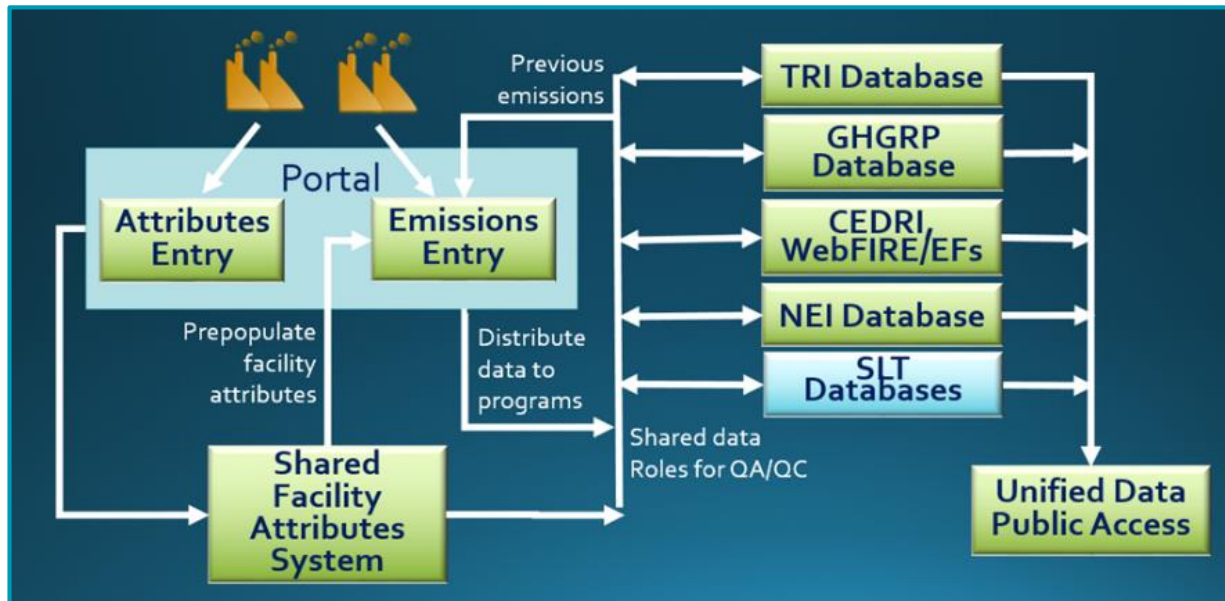 Previous
emissions
Portal
Attributes
Entry
Emissions
Entry
Prepopulate
facility
attributes
Distribute
data to
programs
Shared
Facility
Attributes
System
Shared data
Roles for QA/QC
TRI Database
GHGRP
Database
CEDRI,
WebFIRE/EFs
NEI Database
SLT
Databases
Unified Data
Public Access